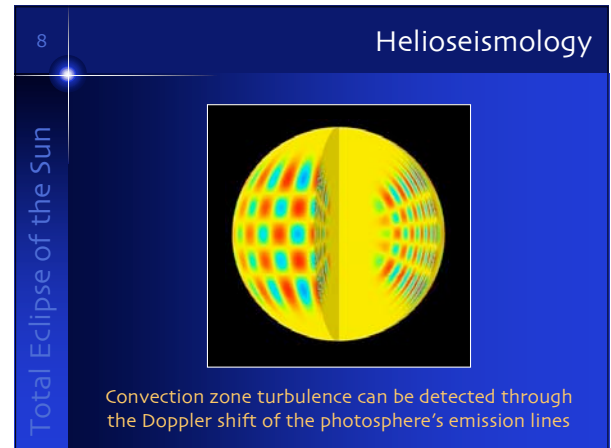 8
Helioseismology
Total Eclipse of the Sun
Convection zone turbulence can be detected through
the Doppler shift of the photosphere's emission lines